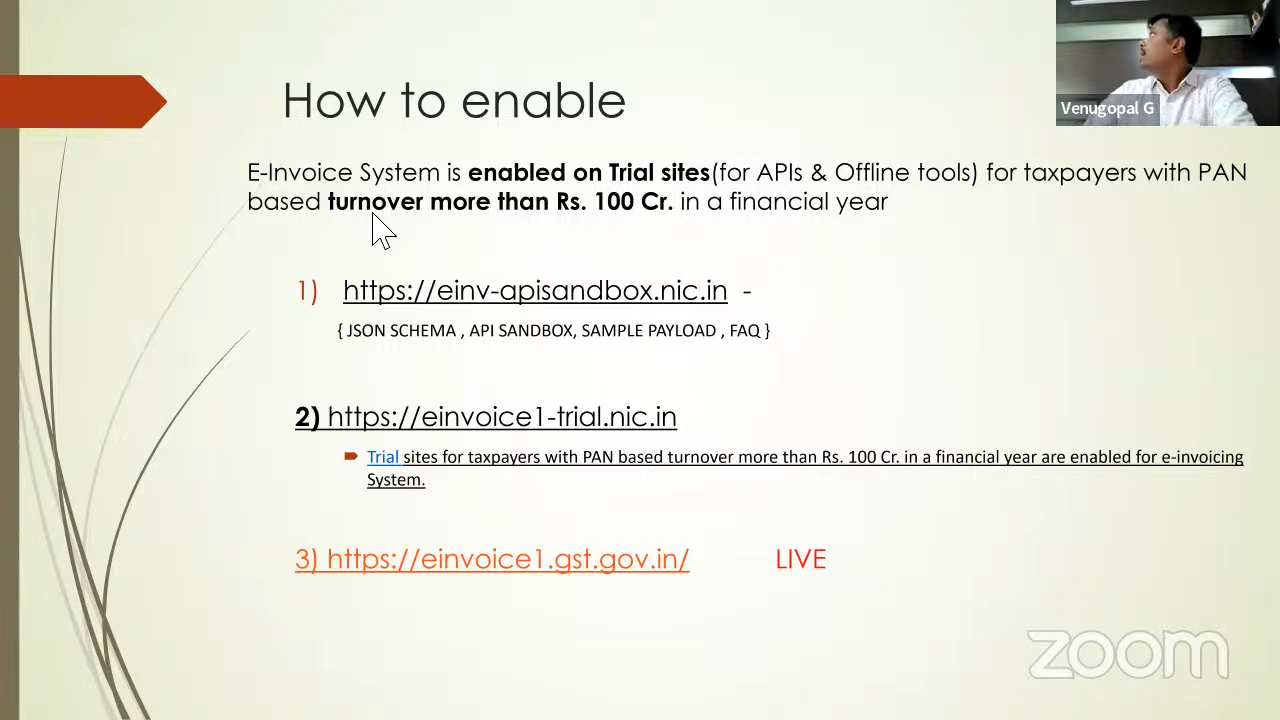 How to enable
Venugopal G
E-Invoice System is enabled on Trial sites(for APIs & Offline tools) for taxpayers with PAN
based turnover more than Rs. 100 Cr. in a financial year
1) https://einv-apisandbox.nic.in -
{ JSON SCHEMA , API SANDBOX, SAMPLE PAYLOAD , FAQ }
2) https://einvoice1-trial.nic.in
Trial sites for taxpayers with PAN based turnover more than Rs. 100 Cr. in a financial year are enabled for e-invoicing
System.
3) https://einvoice1.gst.gov.in/ LIVE
zoom